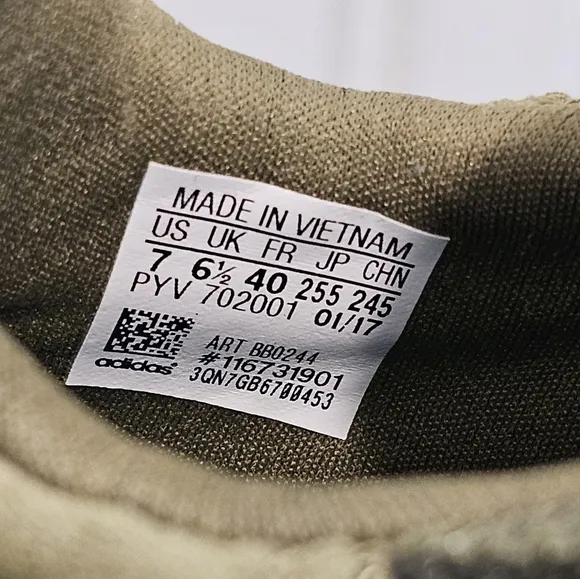 MADE IN VIETNAM
US UK FR JP CHN
7 6½ 40 255 245
PYV 702001 01/17
ART BB0244
#116731901
adidas 3QN7GB6700453